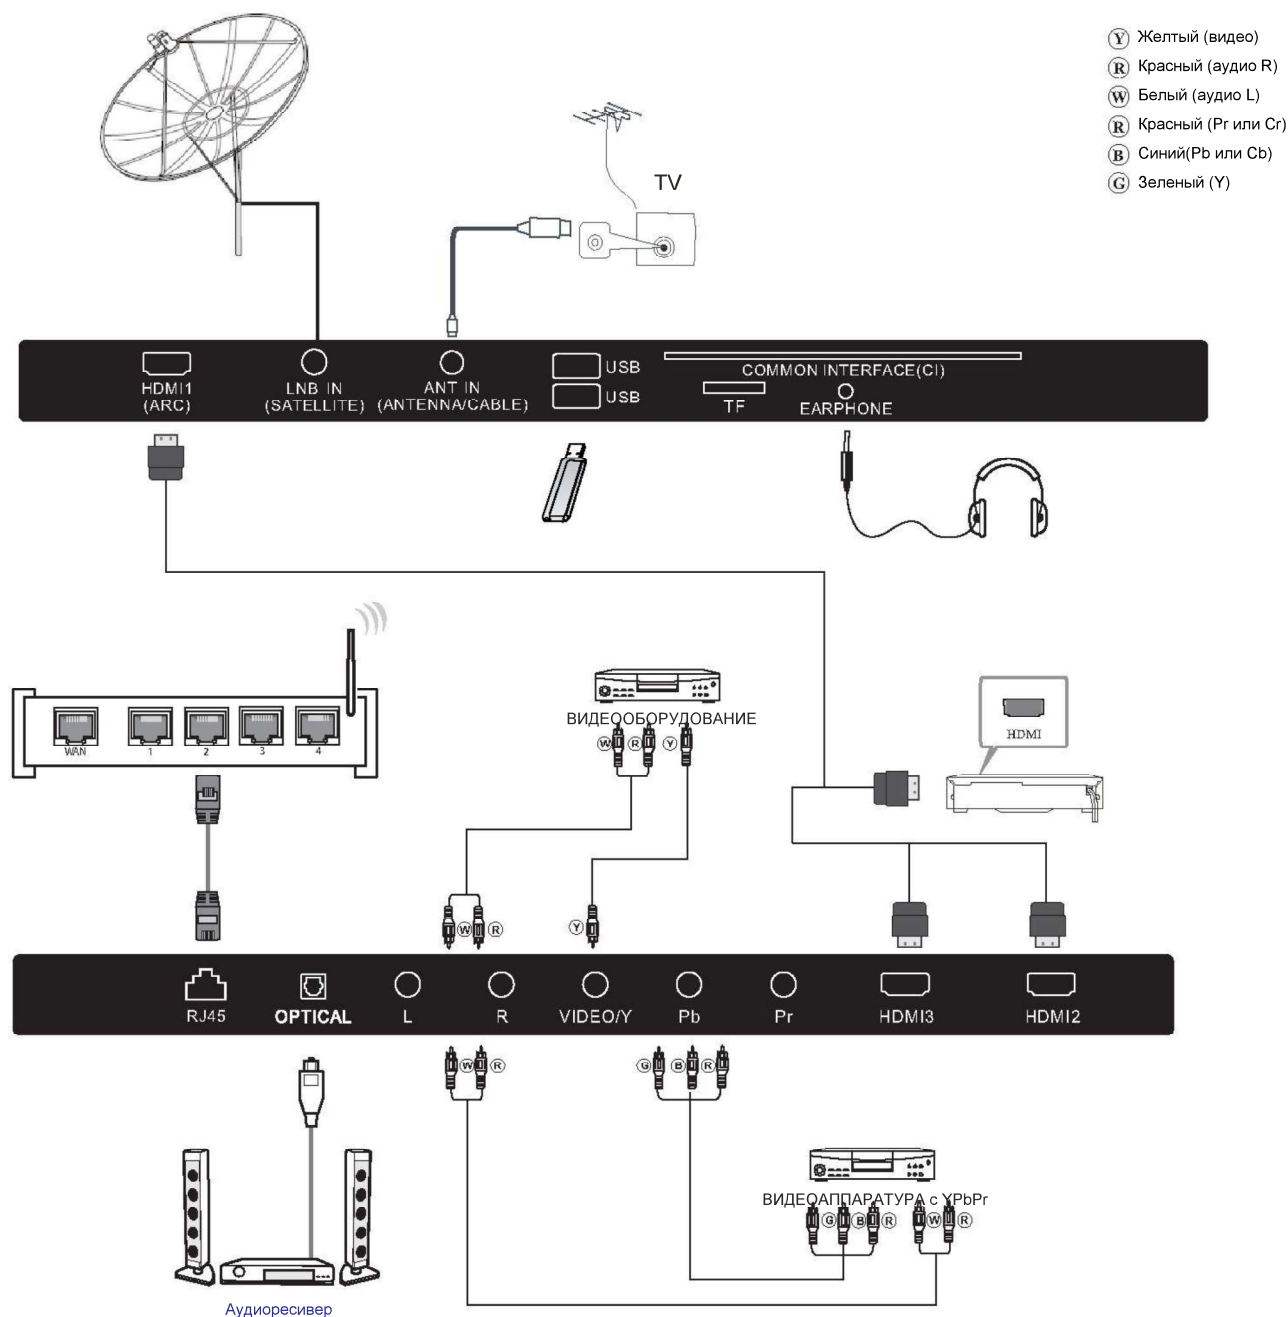 Y Желтый (видео)
R Красный (аудио R)
W Белый (аудио L)
R Красный (Pr или Cr)
B Синий(Pb или Cb)
G Зеленый (Y)
TV
HDMI1
(ARC)
LNB IN
(SATELLITE)
ANT IN
(ANTENNA/CABLE)
USB
USB
COMMON INTERFACE(CI)
TF
EARPHONE
WAN 1 2 3 4
ВИДЕООБОРУДОВАНИЕ
W R Y
HDMI
W R Y
RJ45 OPTICAL L R VIDEO/Y Pb Pr HDMI3 HDMI2
W R G B R
ВИДЕОАППАРАТУРА с YPbPr
G B R W R
Аудиоресивер